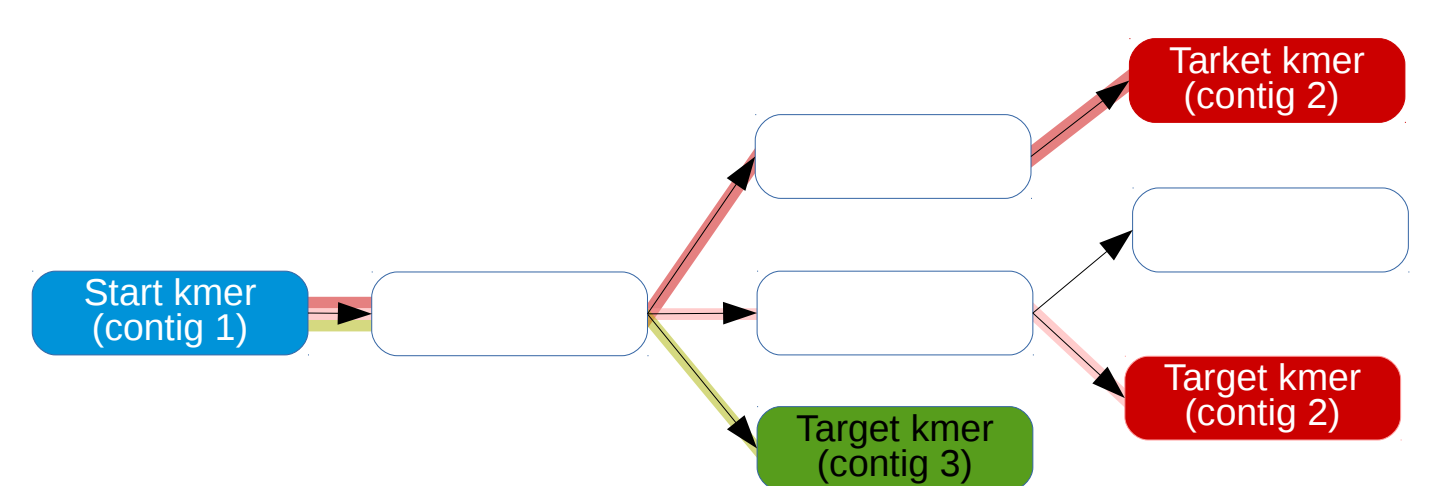 Tarket kmer
(contig 2)
Start kmer
(contig 1)
Target kmer
(contig 2)
Target kmer
(contig 3)